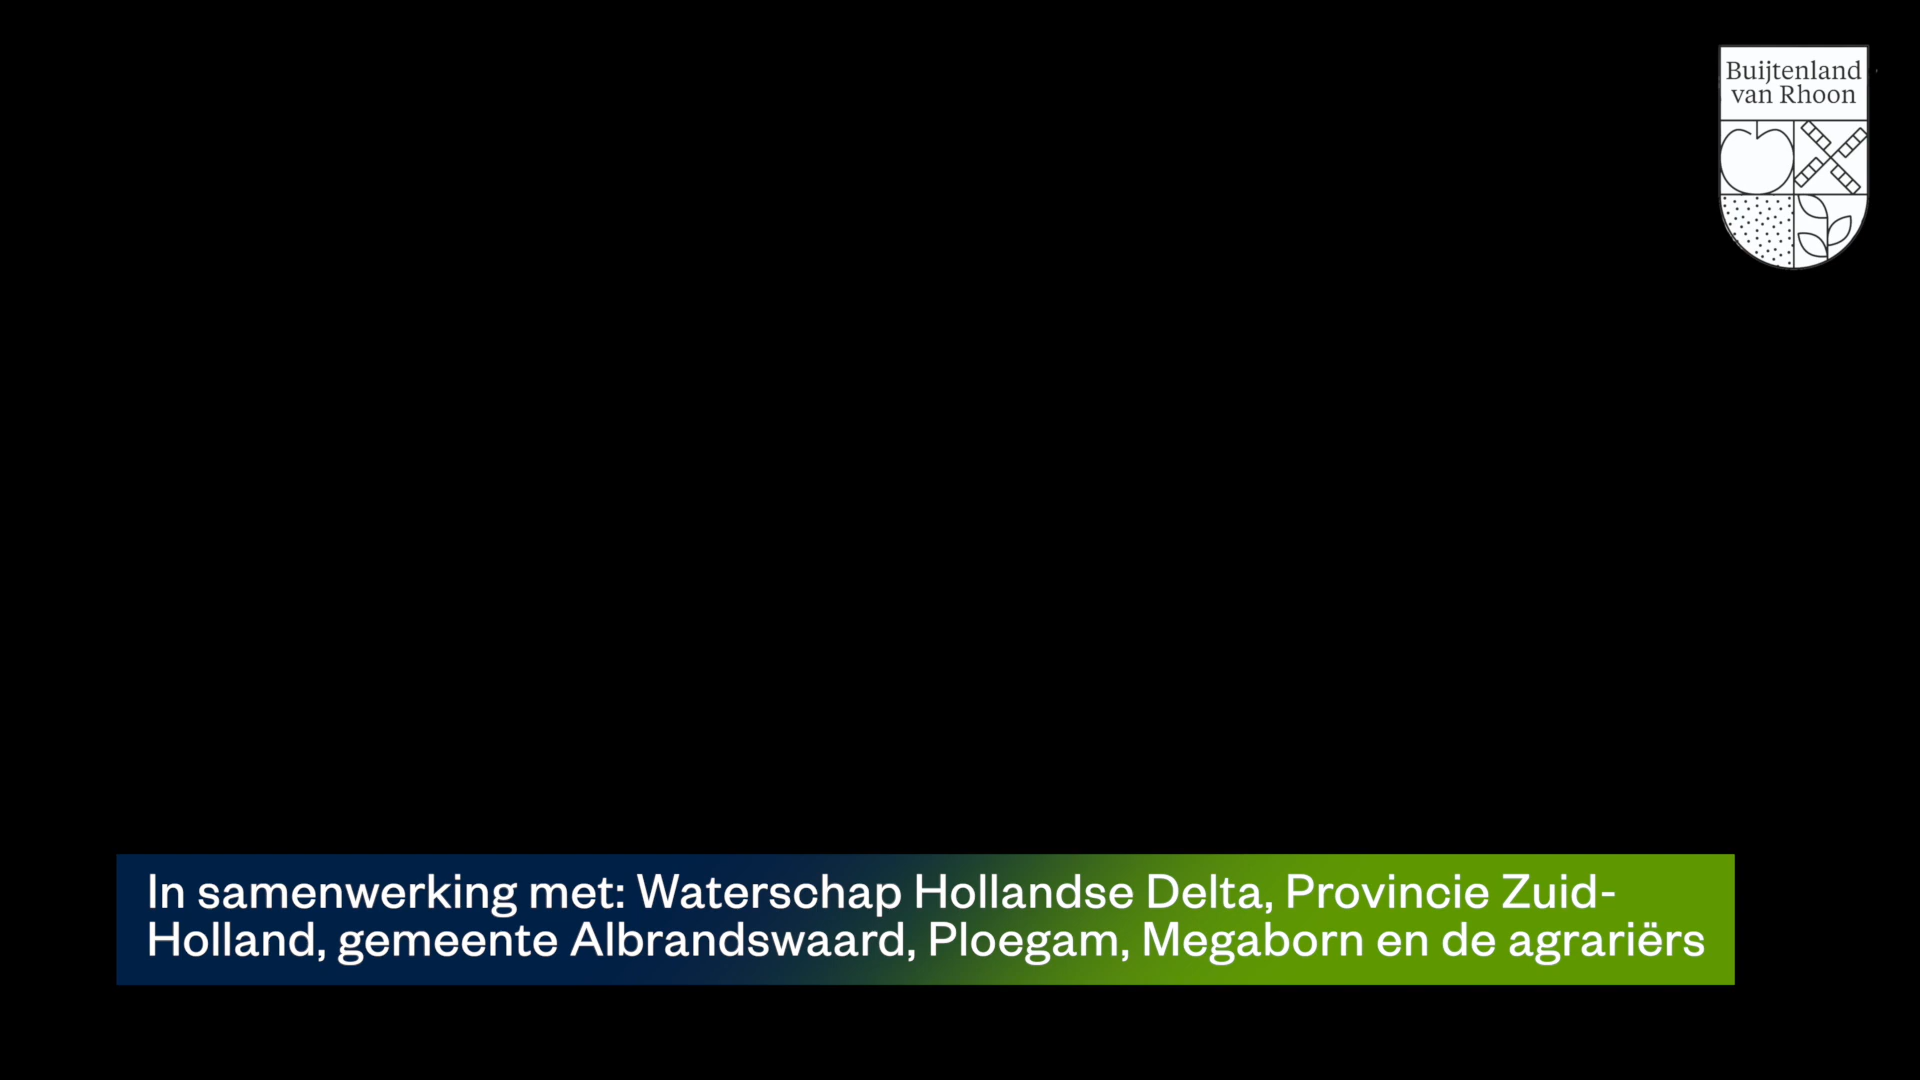 Buijtenland
van Rhoon
In samenwerking met: Waterschap Hollandse Delta, Provincie Zuid-
Holland, gemeente Albrandswaard, Ploegam, Megaborn en de agrariërs